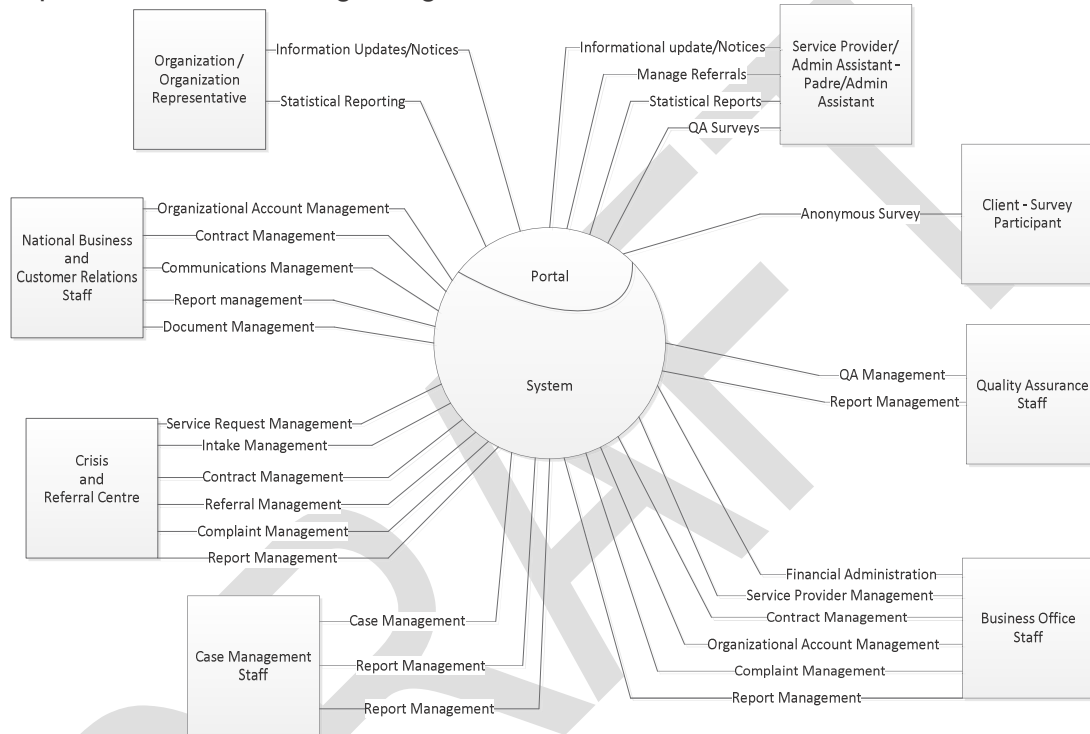 Organization /
Organization
Representative
Information Updates/Notices
Statistical Reporting
Informational update/Notices
Manage Referrals
Statistical Reports
QA Surveys
Service Provider/
Admin Assistant–
Padre/Admin
Assistant
Anonymous Survey
Client - Survey
Participant
National Business
and
Customer Relations
Staff
Organizational Account Management
Contract Management
Communications Management
Report management
Document Management
Portal
System
QA Management
Report Management
Quality Assurance
Staff
Crisis
and
Referral Centre
Service Request Management
Intake Management
Contract Management
Referral Management
Complaint Management
Report Management
Case Management
Staff
Case Management
Report Management
Report Management
Financial Administration
Service Provider Management
Contract Management
Organizational Account Management
Complaint Management
Report Management
Business Office
Staff
DRAFT